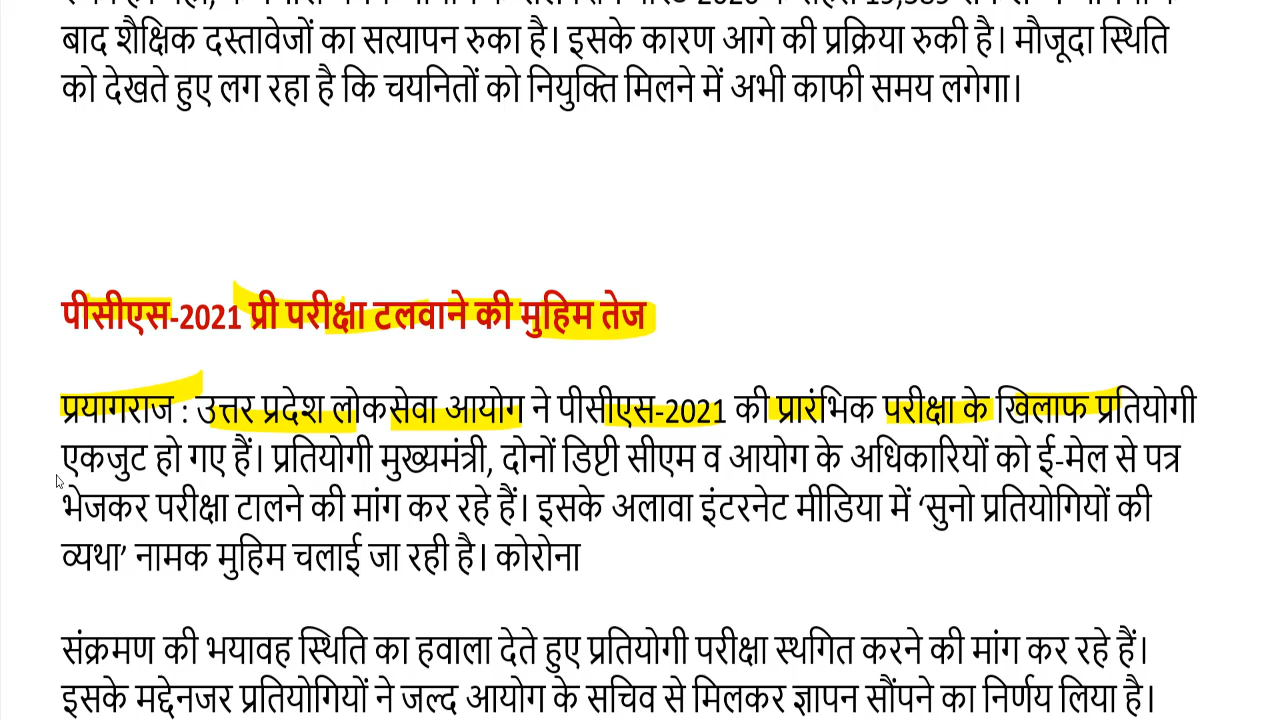 बाद शैक्षिक दस्तावेजों का सत्यापन रुका है। इसके कारण आगे की प्रक्रिया रुकी है। मौजूदा स्थिति
को देखते हुए लग रहा है कि चयनितों को नियुक्ति मिलने में अभी काफी समय लगेगा।
पीसीएस-2021 प्री परीक्षा टलवाने की मुहिम तेज
प्रयागराज : उत्तर प्रदेश लोकसेवा आयोग ने पीसीएस-2021 की प्रारंभिक परीक्षा के खिलाफ प्रतियोगी
एकजुट हो गए हैं। प्रतियोगी मुख्यमंत्री, दोनों डिप्टी सीएम व आयोग के अधिकारियों को ई-मेल से पत्र
भेजकर परीक्षा टालने की मांग कर रहे हैं। इसके अलावा इंटरनेट मीडिया में ‘सुनो प्रतियोगियों की
व्यथा’ नामक मुहिम चलाई जा रही है। कोरोना
संक्रमण की भयावह स्थिति का हवाला देते हुए प्रतियोगी परीक्षा स्थगित करने की मांग कर रहे हैं।
इसके मद्देनजर प्रतियोगियों ने जल्द आयोग के सचिव से मिलकर ज्ञापन सौंपने का निर्णय लिया है।